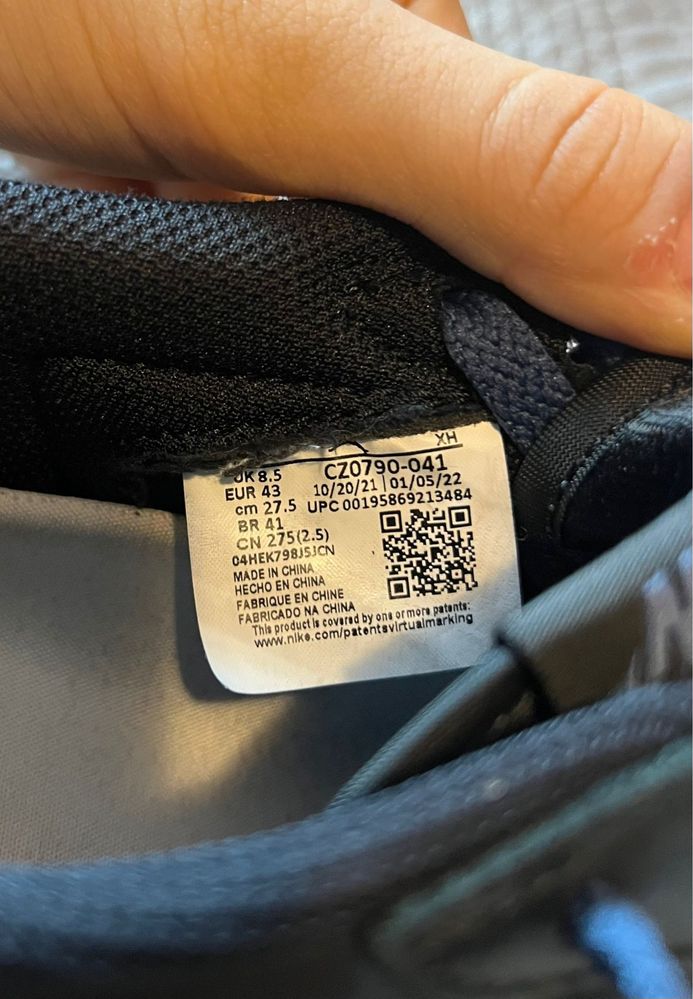 XH
UK 8.5 CZ0790-041
EUR 43 10/20/21 | 01/05/22
cm 27.5 UPC 00195869213484
BR 41
CN 275(2.5)
04HEK798J5JCN
MADE IN CHINA
HECHO EN CHINA
FABRIQUE EN CHINE
FABRICADO NA CHINA
This product is covered by one or more patents:
www.nike.com/patentsvirtualmarking